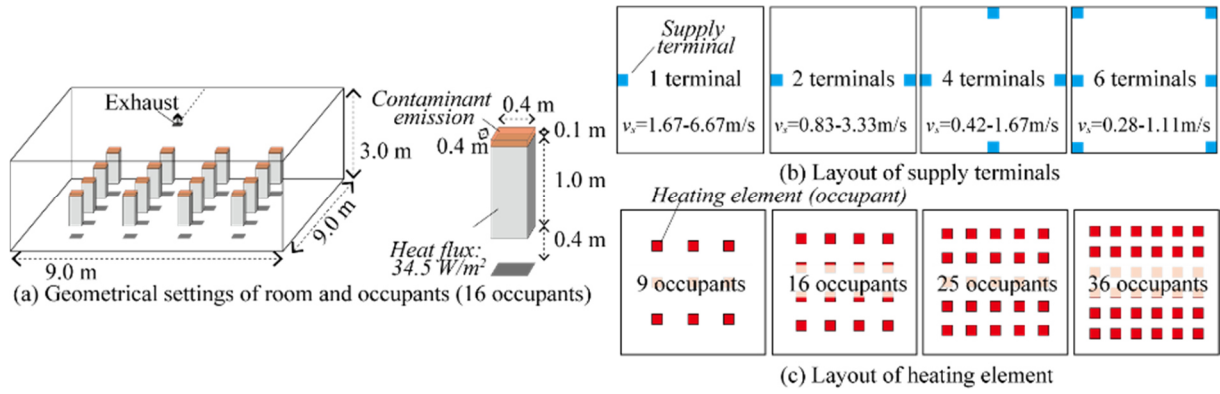 Exhaust
3.0 m
9.0 m
9.0 m
Contaminant
emission
0.4 m
0.4 m
0.1 m
1.0 m
0.4 m
Heat flux:
34.5 W/m²
(a) Geometrical settings of room and occupants (16 occupants)
Supply
terminal
1 terminal
vs=1.67-6.67m/s
2 terminals
vs=0.83-3.33m/s
4 terminals
vs=0.42-1.67m/s
6 terminals
vs=0.28-1.11m/s
(b) Layout of supply terminals
Heating element (occupant)
9 occupants
16 occupants
25 occupants
36 occupants
(c) Layout of heating element